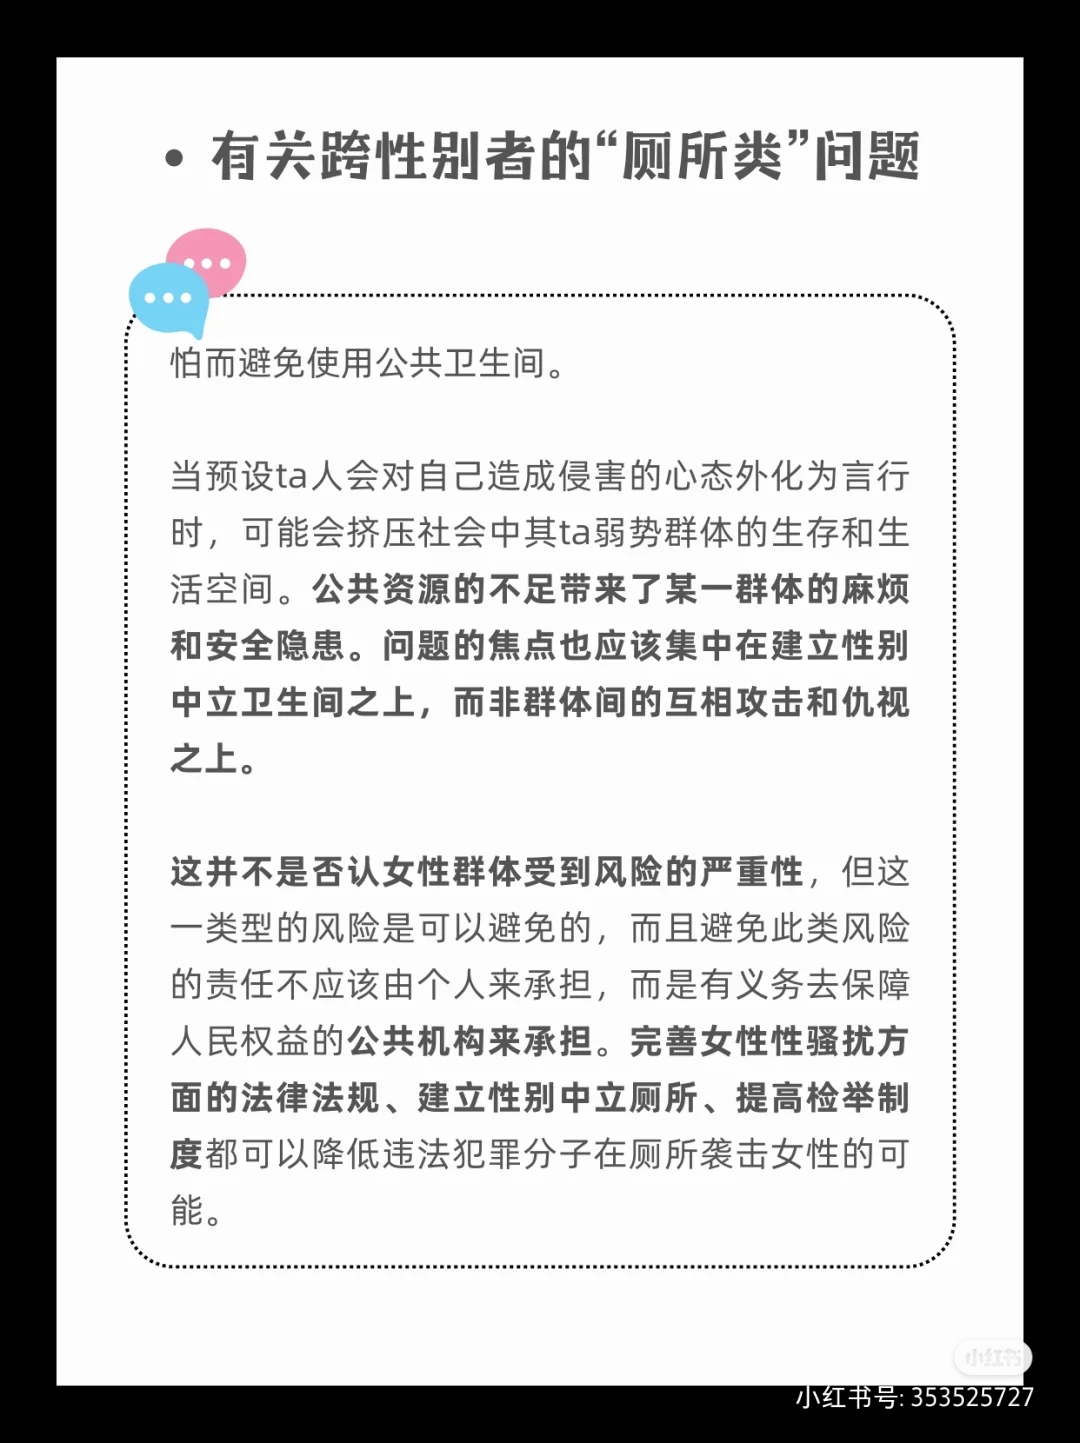 • 有关跨性别者的“厕所类”问题
怕而避免使用公共卫生间。
当预设ta人会对自己造成侵害的心态外化为言行
时，可能会挤压社会中其ta弱势群体的生存和生
活空间。公共资源的不足带来了某一群体的麻烦
和安全隐患。问题的焦点也应该集中在建立性别
中立卫生间之上，而非群体间的互相攻击和仇视
之上。
这并不是否认女性群体受到风险的严重性，但这
一类型的风险是可以避免的，而且避免此类风险
的责任不应该由个人来承担，而是有义务去保障
人民权益的公共机构来承担。完善女性性骚扰方
面的法律法规、建立性别中立厕所、提高检举制
度都可以降低违法犯罪分子在厕所袭击女性的可
能。
小红书
小红书号: 353525727